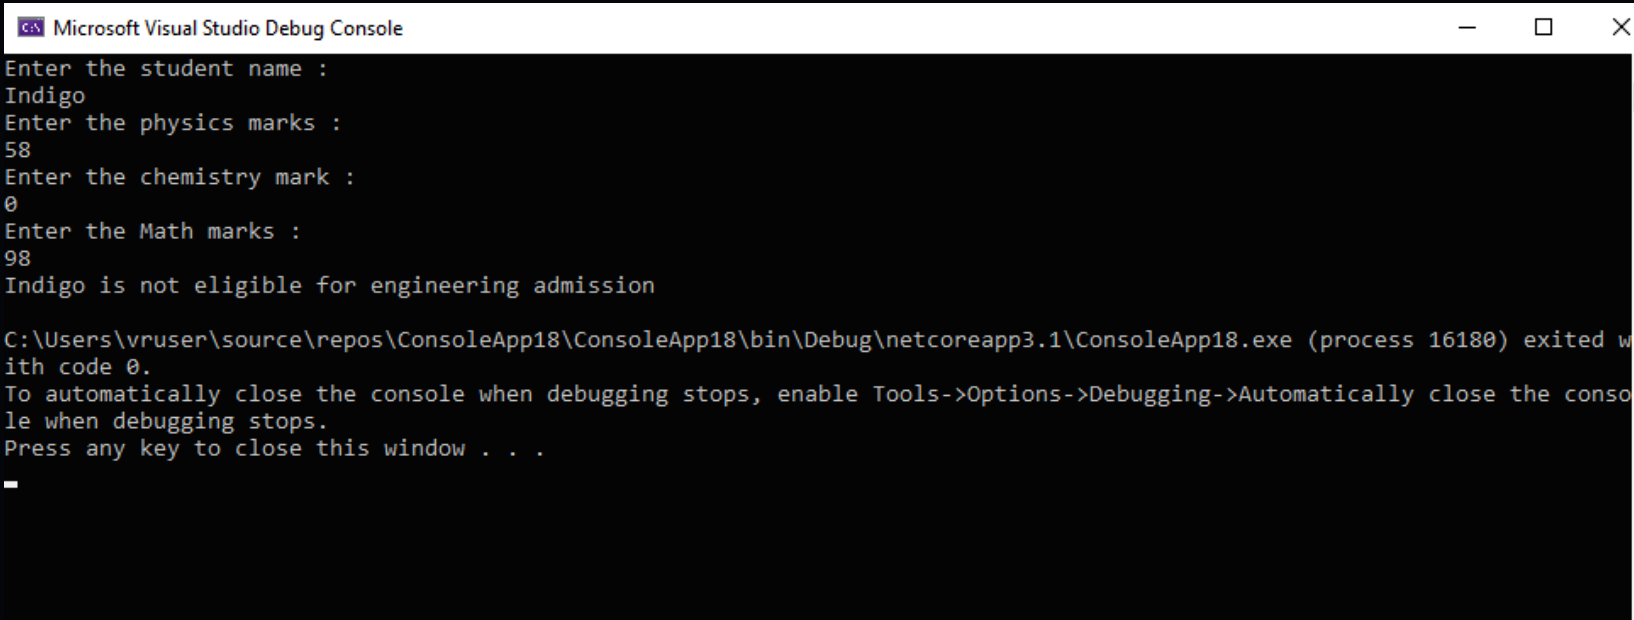 Microsoft Visual Studio Debug Console
Enter the student name :
Indigo
Enter the physics marks :
58
Enter the chemistry mark :
0
Enter the Math marks :
98
Indigo is not eligible for engineering admission
C:\Users\vruser\source\repos\ConsoleApp18\ConsoleApp18\bin\Debug\netcoreapp3.1\ConsoleApp18.exe (process 16180) exited w
ith code 0.
To automatically close the console when debugging stops, enable Tools->Options->Debugging->Automatically close the conso
le when debugging stops.
Press any key to close this window . . .